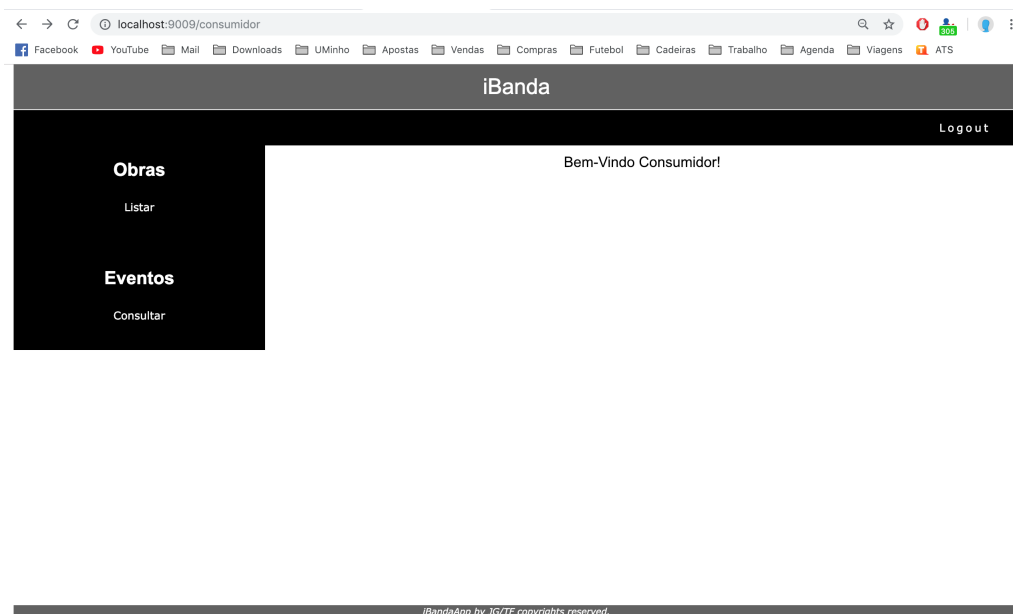 localhost:9009/consumidor
308
Facebook YouTube Mail Downloads UMinho Apostas Vendas Compras Futebol Cadeiras Trabalho Agenda Viagens ATS
iBanda
Logout
Obras
Bem-Vindo Consumidor!
Listar
Eventos
Consultar
iBandaApp by JG/TF copyrights reserved.